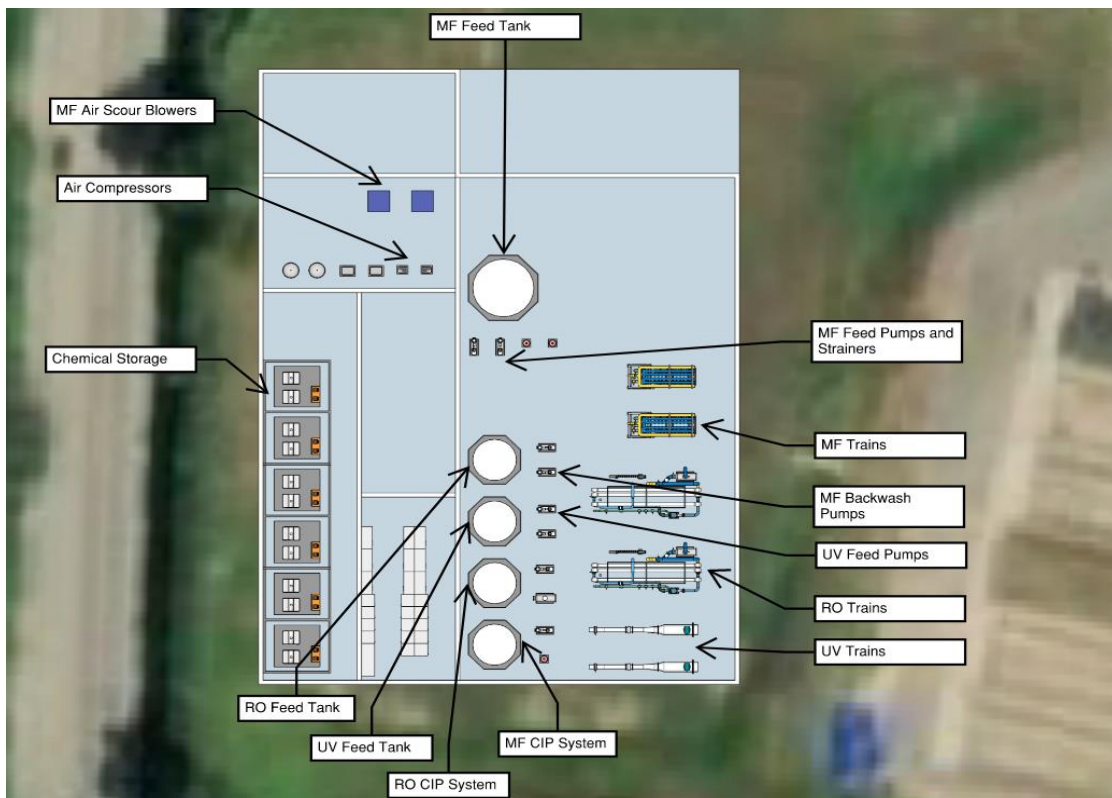 MF Feed Tank
MF Air Scour Blowers
Air Compressors
MF Feed Pumps and
Strainers
Chemical Storage
MF Trains
MF Backwash
Pumps
UV Feed Pumps
RO Trains
UV Trains
RO Feed Tank
UV Feed Tank
MF CIP System
RO CIP System